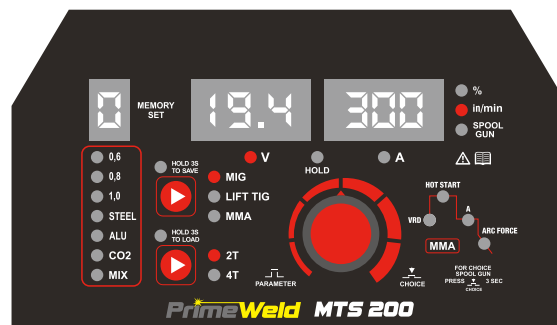 0
MEMORY
SET
19.4
300
%
in/min
SPOOL
GUN
V
HOLD
A
0,6
0,8
1,0
STEEL
ALU
CO2
MIX
HOLD 3S
TO SAVE
MIG
LIFT TIG
MMA
HOLD 3S
TO LOAD
2T
4T
PARAMETER
CHOICE
HOT START
VRD
A
ARC FORCE
MMA
FOR CHOICE
SPOOL GUN
PRESS 3 SEC
CHOICE
PrimeWeld MTS 200